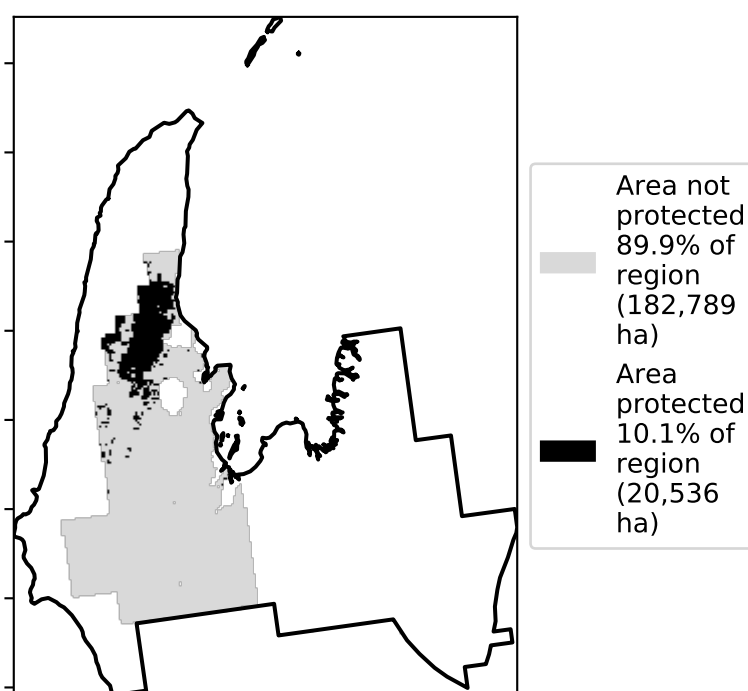 Area not
protected
89.9% of
region
(182,789
ha)
Area
protected
10.1% of
region
(20,536
ha)